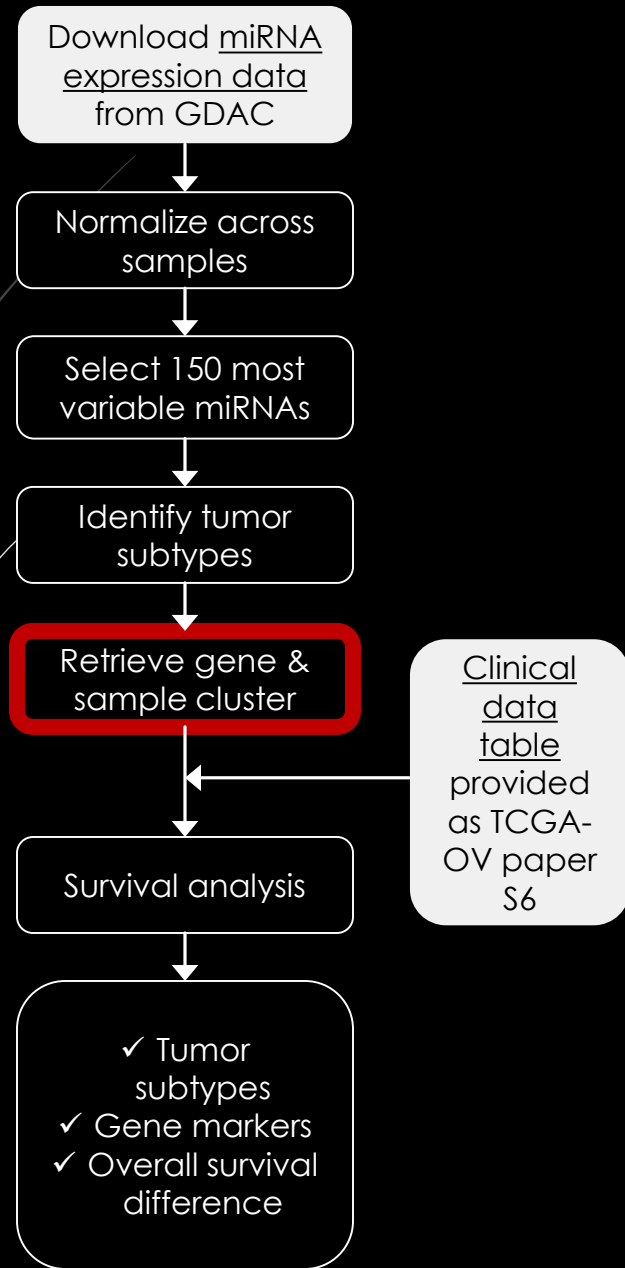 Download miRNA
expression data
from GDAC
Normalize across
samples
Select 150 most
variable miRNAs
Identify tumor
subtypes
Retrieve gene &
sample cluster
Clinical
data
table
provided
as TCGA-
OV paper
S6
Survival analysis
✓ Tumor
subtypes
✓ Gene markers
✓ Overall survival
difference